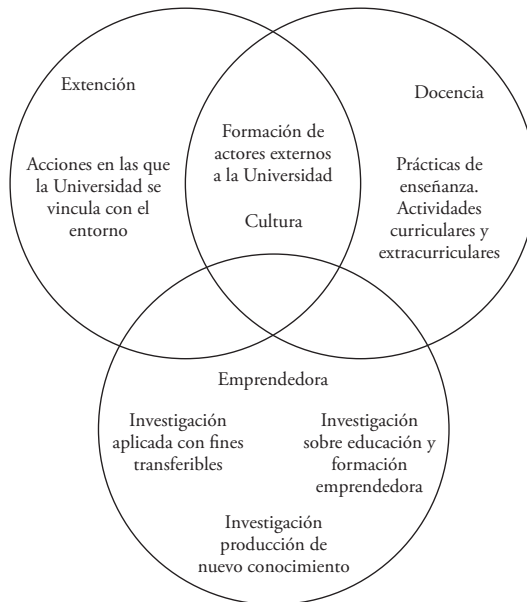 Extención
Acciones en las que
la Universidad se
vincula con el
entorno
Formación de
actores externos
a la Universidad
Cultura
Docencia
Prácticas de
enseñanza.
Actividades
curriculares y
extracurriculares
Emprendedora
Investigación
aplicada con fines
transferibles
Investigación
sobre educación y
formación
emprendedora
Investigación
producción de
nuevo conocimiento